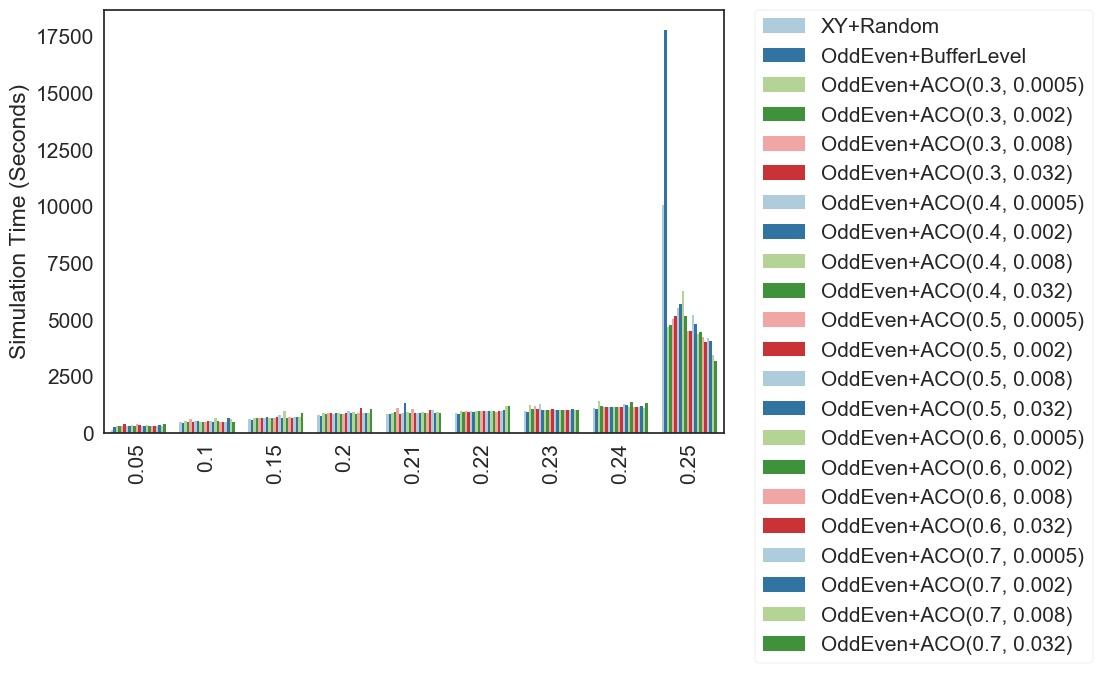 Simulation Time (Seconds)
17500
15000
12500
10000
7500
5000
2500
0
0.05
0.1
0.15
0.2
0.21
0.22
0.23
0.24
0.25
XY+Random
OddEven+BufferLevel
OddEven+ACO(0.3, 0.0005)
OddEven+ACO(0.3, 0.002)
OddEven+ACO(0.3, 0.008)
OddEven+ACO(0.3, 0.032)
OddEven+ACO(0.4, 0.0005)
OddEven+ACO(0.4, 0.002)
OddEven+ACO(0.4, 0.008)
OddEven+ACO(0.4, 0.032)
OddEven+ACO(0.5, 0.0005)
OddEven+ACO(0.5, 0.002)
OddEven+ACO(0.5, 0.008)
OddEven+ACO(0.5, 0.032)
OddEven+ACO(0.6, 0.0005)
OddEven+ACO(0.6, 0.002)
OddEven+ACO(0.6, 0.008)
OddEven+ACO(0.6, 0.032)
OddEven+ACO(0.7, 0.0005)
OddEven+ACO(0.7, 0.002)
OddEven+ACO(0.7, 0.008)
OddEven+ACO(0.7, 0.032)